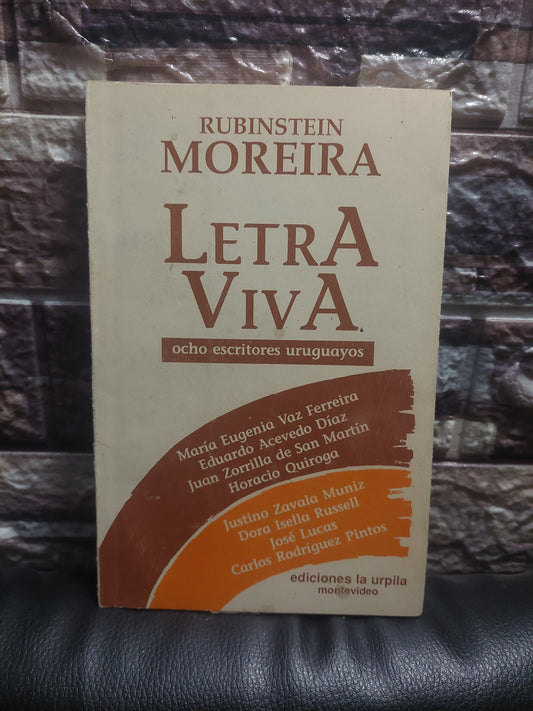 RUBINSTEIN
MOREIRA
LETRA
VIVA.
ocho escritores uruguayos
María Eugenia Vaz Ferreira
Eduardo Acevedo Díaz
Juan Zorrilla de San Martín
Horacio Quiroga
Justino Zavala Muniz
Dora Isella Russell
José Lucas
Carlos Rodríguez Pintos
ediciones la urpila
montevideo